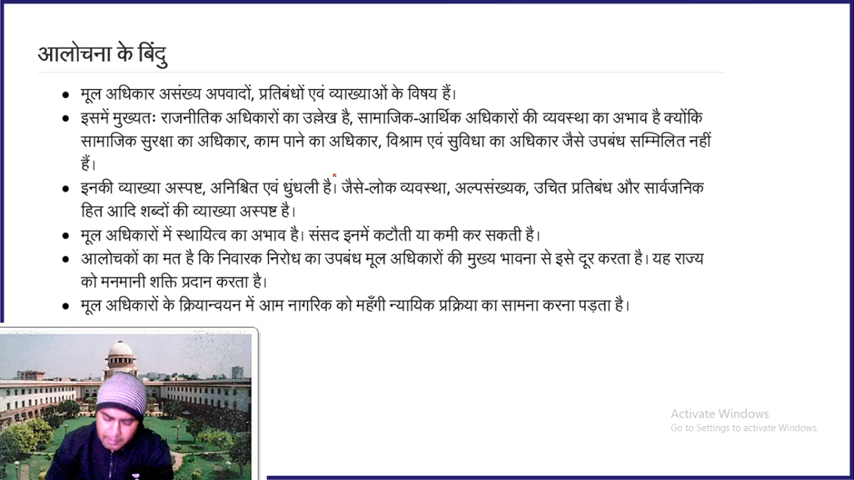 आलोचना के बिंदु
मूल अधिकार असंख्य अपवादों, प्रतिबंधों एवं व्याख्याओं के विषय हैं।
इसमें मुख्यतः राजनीतिक अधिकारों का उल्लेख है, सामाजिक-आर्थिक अधिकारों की व्यवस्था का अभाव है क्योंकि
सामाजिक सुरक्षा का अधिकार, काम पाने का अधिकार, विश्राम एवं सुविधा का अधिकार जैसे उपबंध सम्मिलित नहीं
हैं।
इनकी व्याख्या अस्पष्ट, अनिश्चित एवं धुंधली है। जैसे-लोक व्यवस्था, अल्पसंख्यक, उचित प्रतिबंध और सार्वजनिक
हित आदि शब्दों की व्याख्या अस्पष्ट है।
मूल अधिकारों में स्थायित्व का अभाव है। संसद इनमें कटौती या कमी कर सकती है।
आलोचकों का मत है कि निवारक निरोध का उपबंध मूल अधिकारों की मुख्य भावना से इसे दूर करता है। यह राज्य
को मनमानी शक्ति प्रदान करता है।
मूल अधिकारों के क्रियान्वयन में आम नागरिक को महँगी न्यायिक प्रक्रिया का सामना करना पड़ता है।
Activate Windows
Go to Settings to activate Windows.